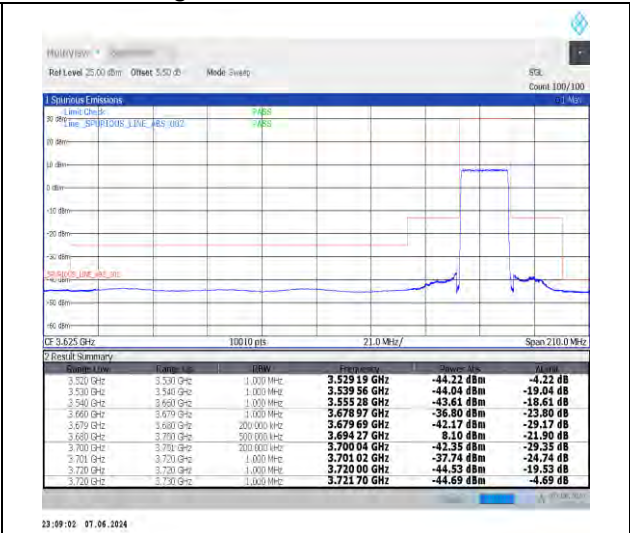 MultiView
Ref Level 25.00 dBm Offset 5.50 dB Mode Sweep SGL
Count 100/100
1 Spurious Emissions
Limit Check PASS
30 dBm
Line _SPURIOUS_LINE_ABS_002 PASS
20 dBm
10 dBm
0 dBm
-10 dBm
-20 dBm
-30 dBm
-50 dBm
-60 dBm
CF 3.625 GHz 10010 pts 21.0 MHz/ Span 210.0 MHz
2 Result Summary
Range Low Range Up RBW Frequency Power Abs ΔLimit
3.520 GHz 3.530 GHz 1.000 MHz 3.529 19 GHz -44.22 dBm -4.22 dB
3.530 GHz 3.540 GHz 1.000 MHz 3.539 56 GHz -44.04 dBm -19.04 dB
3.540 GHz 3.660 GHz 1.000 MHz 3.555 28 GHz -43.61 dBm -18.61 dB
3.660 GHz 3.679 GHz 1.000 MHz 3.678 97 GHz -36.80 dBm -23.80 dB
3.679 GHz 3.680 GHz 200.000 kHz 3.679 69 GHz -42.17 dBm -29.17 dB
3.680 GHz 3.700 GHz 500.000 kHz 3.694 27 GHz 8.10 dBm -21.90 dB
3.700 GHz 3.701 GHz 200.000 kHz 3.700 04 GHz -42.35 dBm -29.35 dB
3.701 GHz 3.720 GHz 1.000 MHz 3.701 02 GHz -37.74 dBm -24.74 dB
3.720 GHz 3.720 GHz 1.000 MHz 3.720 00 GHz -44.53 dBm -19.53 dB
3.720 GHz 3.730 GHz 1.000 MHz 3.721 70 GHz -44.69 dBm -4.69 dB
23:09:02 07.06.2024